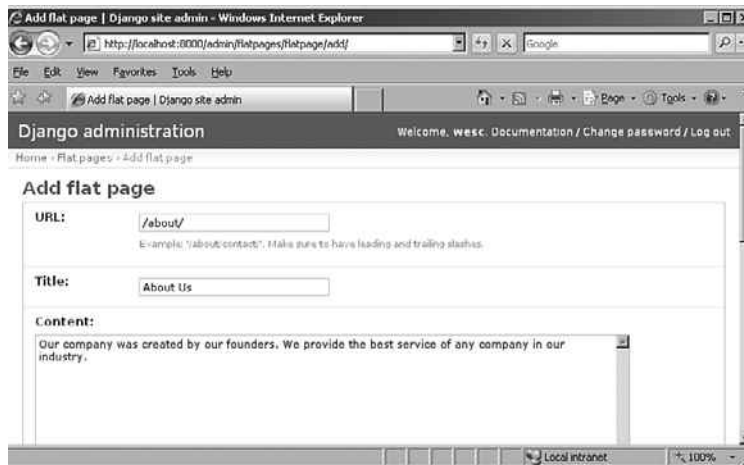 Add flat page | Django site admin - Windows Internet Explorer
http://localhost:8000/admin/flatpages/flatpage/add/
Google
File Edit View Favorites Tools Help
Add flat page | Django site admin
Page Tools
Django administration
Welcome, wesc. Documentation / Change password / Log out
Home › Flat pages › Add flat page
Add flat page
URL:
/about/
Example: '/about/contact/'. Make sure to have leading and trailing slashes.
Title:
About Us
Content:
Our company was created by our founders. We provide the best service of any company in our
industry.
Local intranet
100%